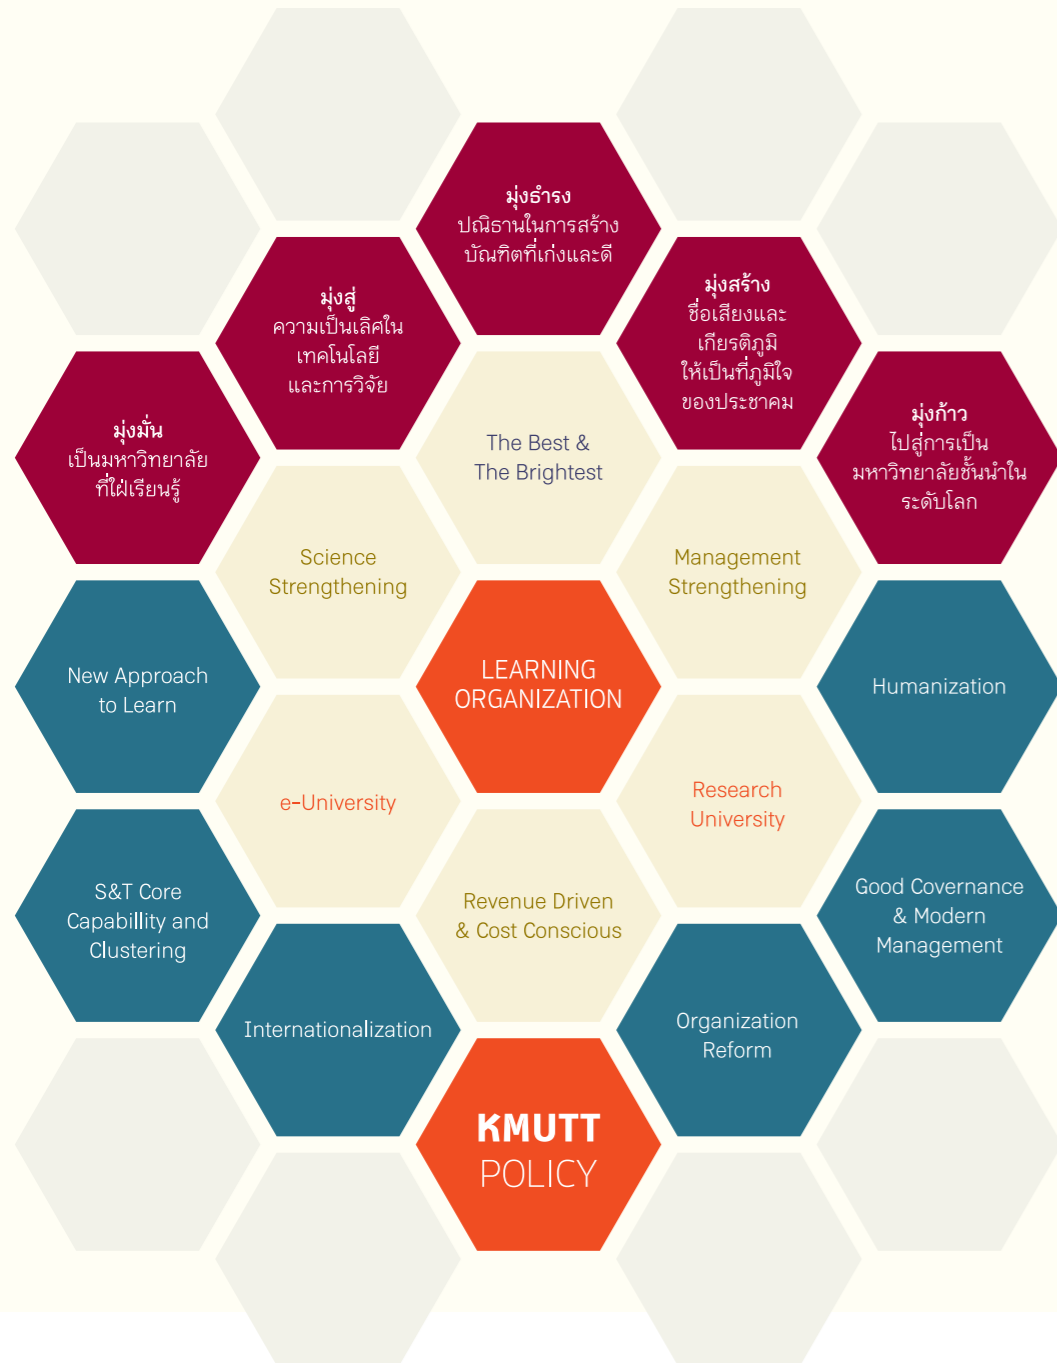 มุ่งธำรง
ปณิธานในการสร้าง
บัณฑิตที่เก่งและดี
มุ่งสู่
ความเป็นเลิศใน
เทคโนโลยี
และการวิจัย
มุ่งสร้าง
ชื่อเสียงและ
เกียรติภูมิ
ให้เป็นที่ภูมิใจ
ของประชาคม
มุ่งมั่น
เป็นมหาวิทยาลัย
ที่ใฝ่เรียนรู้
มุ่งก้าว
ไปสู่การเป็น
มหาวิทยาลัยชั้นนำใน
ระดับโลก
The Best &
The Brightest
Science
Strengthening
Management
Strengthening
New Approach
to Learn
LEARNING
ORGANIZATION
Humanization
e-University
Research
University
S&T Core
Capabillity and
Clustering
Revenue Driven
& Cost Conscious
Good Covernance
& Modern
Management
Internationalization
Organization
Reform
KMUTT
POLICY